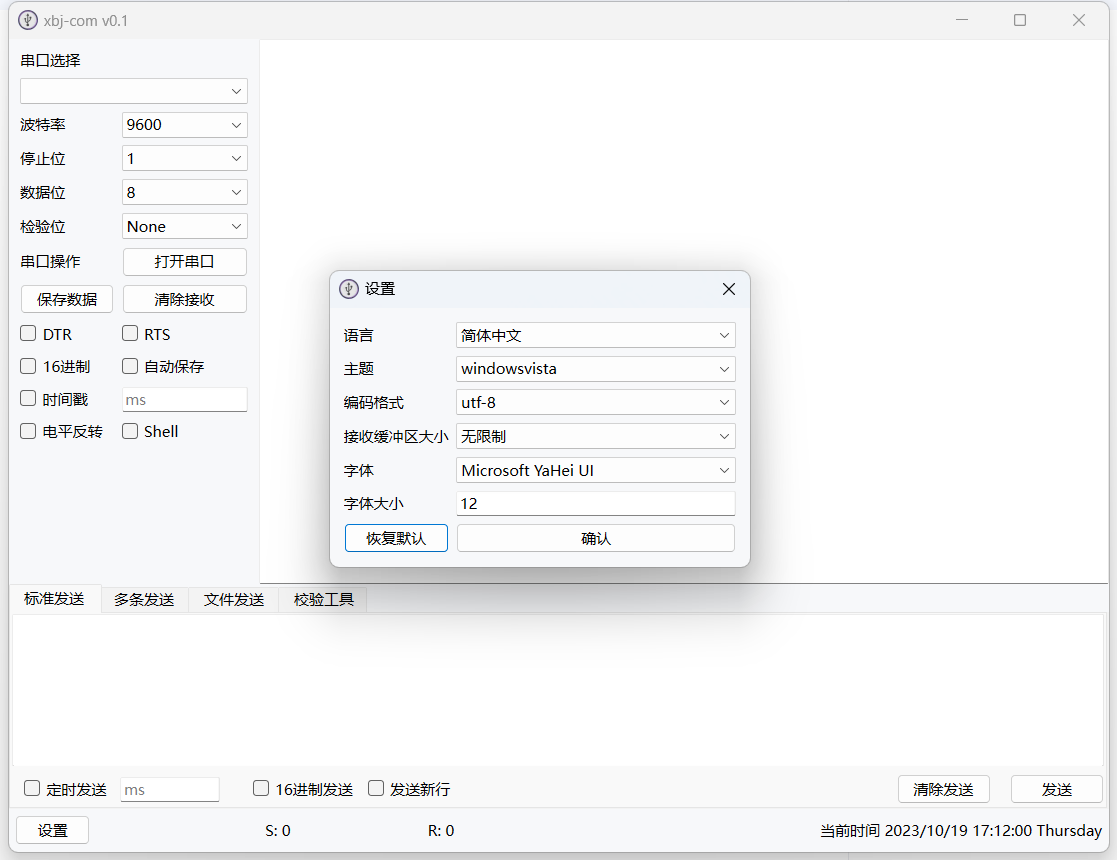 xbj-com v0.1
串口选择
波特率 9600
停止位 1
数据位 8
检验位 None
串口操作 打开串口
保存数据 清除接收
DTR RTS
16进制 自动保存
时间戳 ms
电平反转 Shell
设置
语言 简体中文
主题 windowsvista
编码格式 utf-8
接收缓冲区大小 无限制
字体 Microsoft YaHei UI
字体大小 12
恢复默认 确认
标准发送 多条发送 文件发送 校验工具
定时发送 ms 16进制发送 发送新行 清除发送 发送
设置 S: 0 R: 0 当前时间 2023/10/19 17:12:00 Thursday